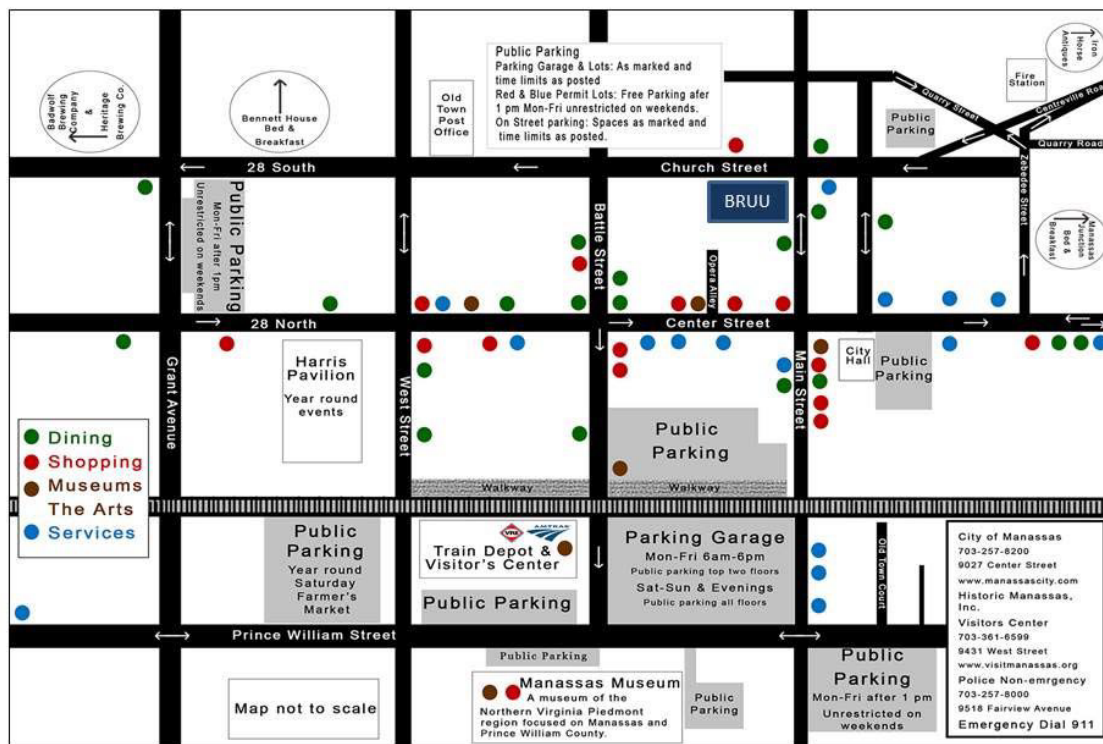 Public Parking
Parking Garage & Lots: As marked and
time limits as posted
Red & Blue Permit Lots: Free Parking afer
1 pm Mon-Fri unrestricted on weekends.
On Street parking: Spaces as marked and
time limits as posted.
Badwolf
Brewing
Company
&
Heritage
Brewing Co.
Bennett House
Bed &
Breakfast
Old
Town
Post
Office
Iron
Horse
Antiques
Fire
Station
Quarry Street
Centreville Road
Public
Parking
Quarry Road
28 South
Church Street
Zebedee Street
Public Parking
Mon-Fri after 1pm
Unrestricted on weekends
Battle Street
BRUU
Opera Alley
Manassas
Junction
Bed &
Breakfast
28 North
Center Street
Grant Avenue
Harris
Pavilion
Year round
events
West Street
Main Street
City
Hall
Public
Parking
Dining
Shopping
Museums
The Arts
Services
Public
Parking
Walkway
Walkway
Public
Parking
Year round
Saturday
Farmer's
Market
VRE
AMTRAK
Train Depot &
Visitor's Center
Public Parking
Parking Garage
Mon-Fri 6am-6pm
Public parking top two floors
Sat-Sun & Evenings
Public parking all floors
Old Town Court
City of Manassas
703-257-6200
9027 Center Street
www.manassascity.com
Historic Manassas,
Inc.
Visitors Center
703-361-6599
9431 West Street
www.visitmanassas.org
Police Non-emrgency
703-257-8000
9518 Fairview Avenue
Emergency Dial 911
Prince William Street
Map not to scale
Public Parking
Manassas Museum
A museum of the
Northern Virginia Piedmont
region focused on Manassas and
Prince William County.
Public
Parking
Public
Parking
Mon-Fri after 1 pm
Unrestricted on
weekends